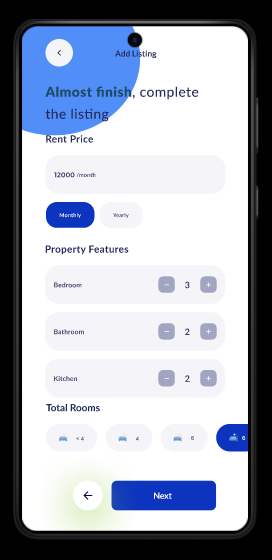 Add Listing
Almost finish, complete
the listing
Rent Price
12000 /month
Monthly Yearly
Property Features
Bedroom − 3 +
Bathroom − 2 +
Kitchen − 2 +
Total Rooms
< 4 4 6 6
Next